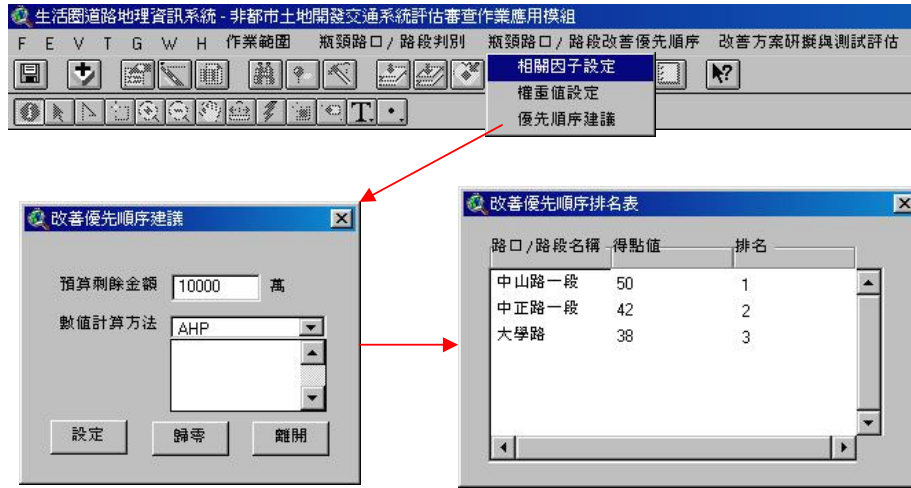 生活圈道路地理資訊系統 - 非都市土地開發交通系統評估審查作業應用模組
F E V T G W H 作業範圍 瓶頸路口/路段判別 瓶頸路口/路段改善優先順序 改善方案研擬與測試評估
相關因子設定
權重值設定
優先順序建議
T
改善優先順序建議
預算剩餘金額 10000 萬
數值計算方法 AHP
設定 歸零 離開
改善優先順序排名表
路口/路段名稱 得點值 排名
中山路一段 50 1
中正路一段 42 2
大學路 38 3